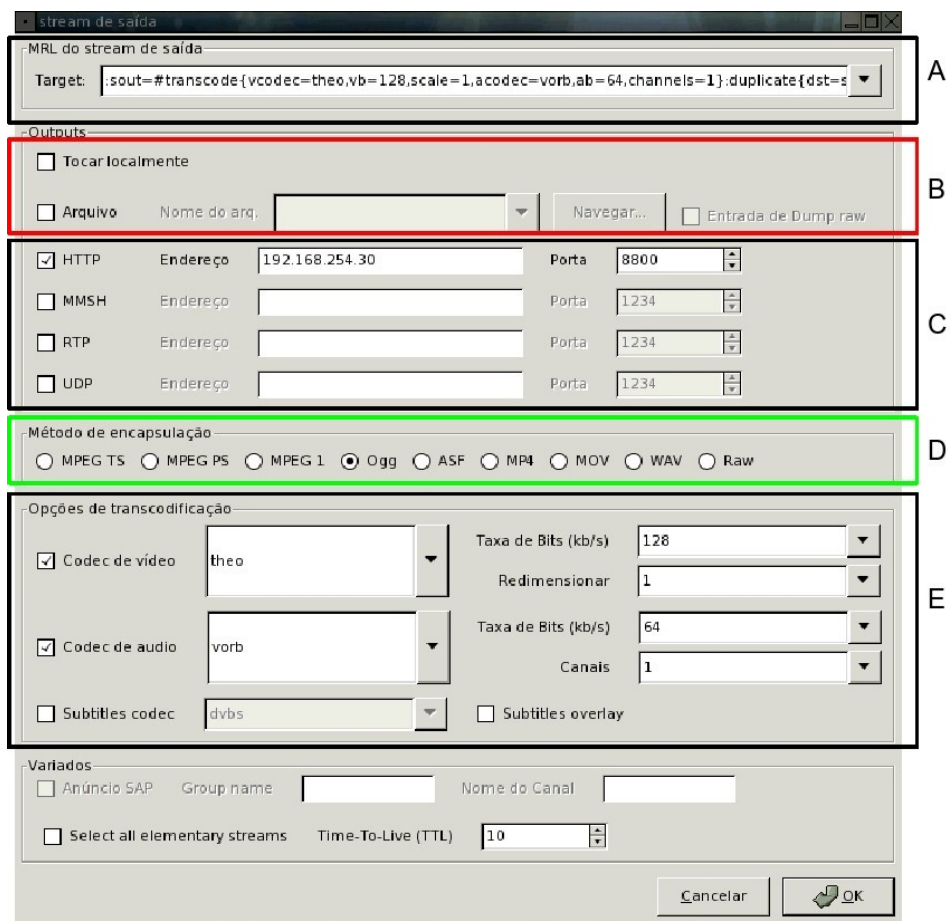 stream de saída
MRL do stream de saída
Target: :sout=#transcode{vcodec=theo,vb=128,scale=1,acodec=vorb,ab=64,channels=1}:duplicate{dst=s
A
Outputs
Tocar localmente
B
Arquivo Nome do arq. Navegar... Entrada de Dump raw
HTTP Endereço 192.168.254.30 Porta 8800
MMSH Endereço Porta 1234
C
RTP Endereço Porta 1234
UDP Endereço Porta 1234
Método de encapsulação
D
MPEG TS MPEG PS MPEG 1 Ogg ASF MP4 MOV WAV Raw
Opções de transcodificação
Codec de vídeo theo Taxa de Bits (kb/s) 128
Redimensionar 1
E
Codec de audio vorb Taxa de Bits (kb/s) 64
Canais 1
Subtitles codec dvbs Subtitles overlay
Variados
Anúncio SAP Group name Nome do Canal
Select all elementary streams Time-To-Live (TTL) 10
Cancelar OK